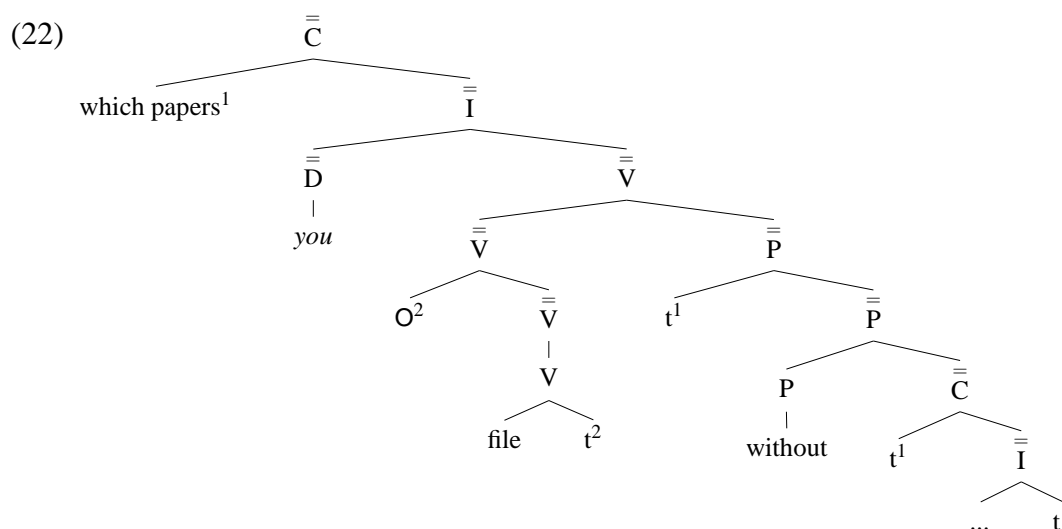 (22) C̿
which papers¹ I̿
D̿ V̿
you V̿ P̿
O² V̿ t¹ P̿
V P C̿
file t² without t¹ I̿
... t